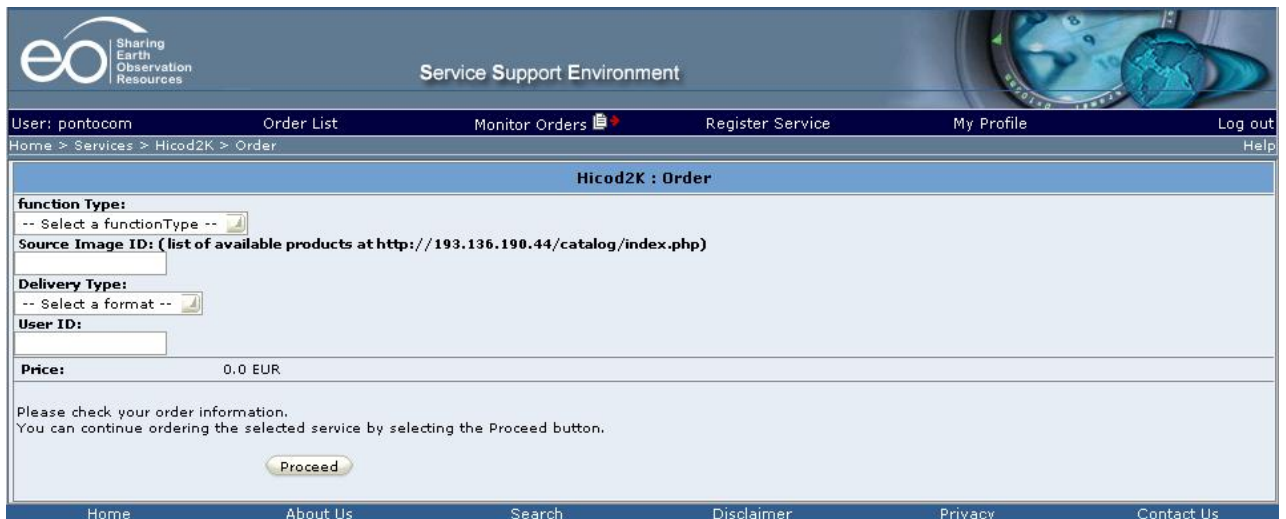 eo Sharing
Earth
Observation
Resources
Service Support Environment
User: pontocom Order List Monitor Orders Register Service My Profile Log out
Home > Services > Hicod2K > Order Help
Hicod2K : Order
function Type:
-- Select a functionType --
Source Image ID: (list of available products at http://193.136.190.44/catalog/index.php)
Delivery Type:
-- Select a format --
User ID:
Price: 0.0 EUR
Please check your order information.
You can continue ordering the selected service by selecting the Proceed button.
Proceed
Home About Us Search Disclaimer Privacy Contact Us